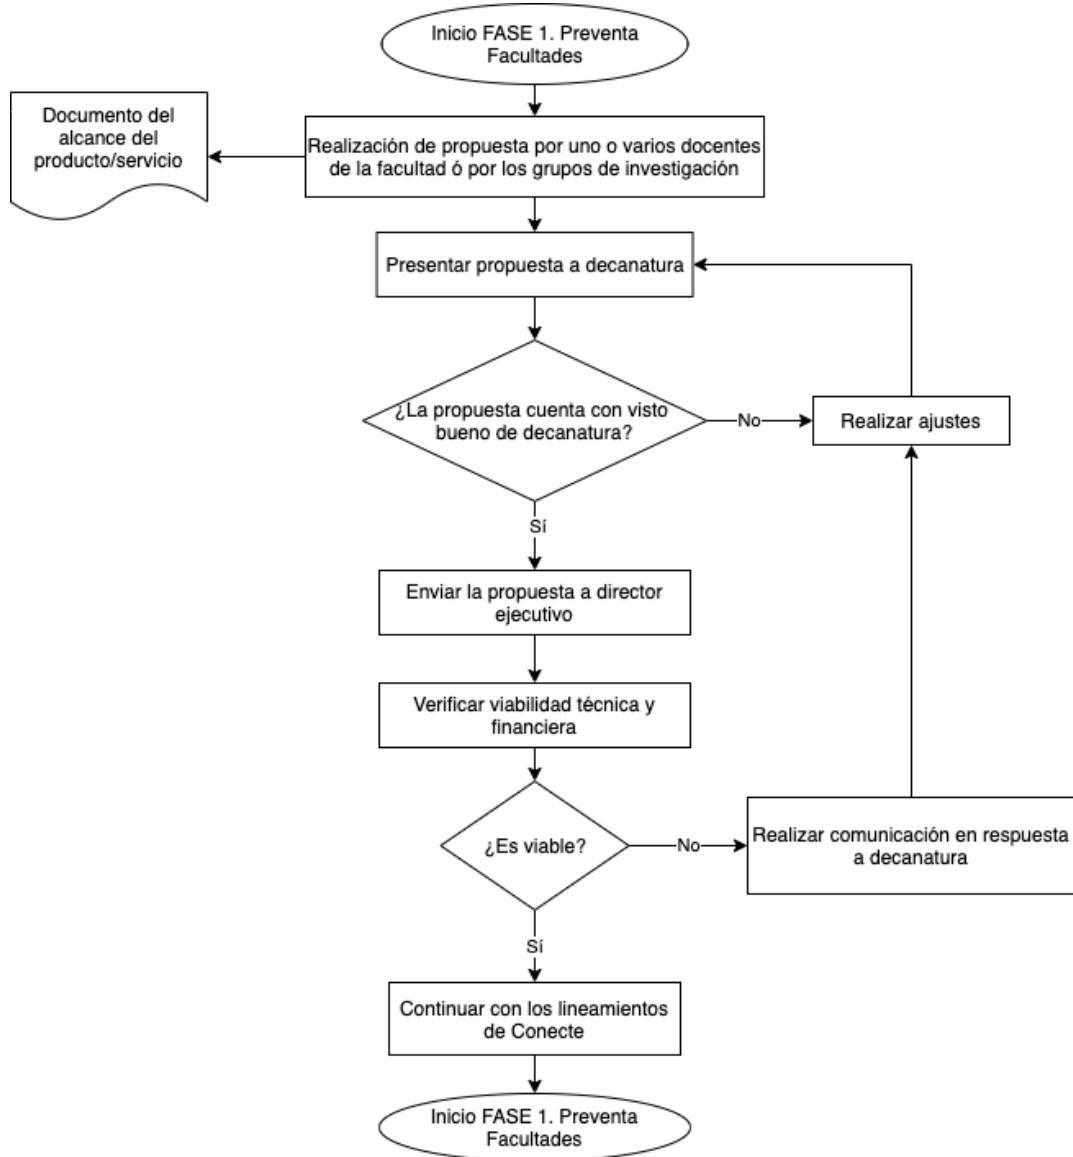 Inicio FASE 1. Preventa
Facultades
Documento del
alcance del
producto/servicio
Realización de propuesta por uno o varios docentes
de la facultad ó por los grupos de investigación
Presentar propuesta a decanatura
¿La propuesta cuenta con visto
bueno de decanatura?
No
Realizar ajustes
Sí
Enviar la propuesta a director
ejecutivo
Verificar viabilidad técnica y
financiera
¿Es viable?
No
Realizar comunicación en respuesta
a decanatura
Sí
Continuar con los lineamientos
de Conecte
Inicio FASE 1. Preventa
Facultades